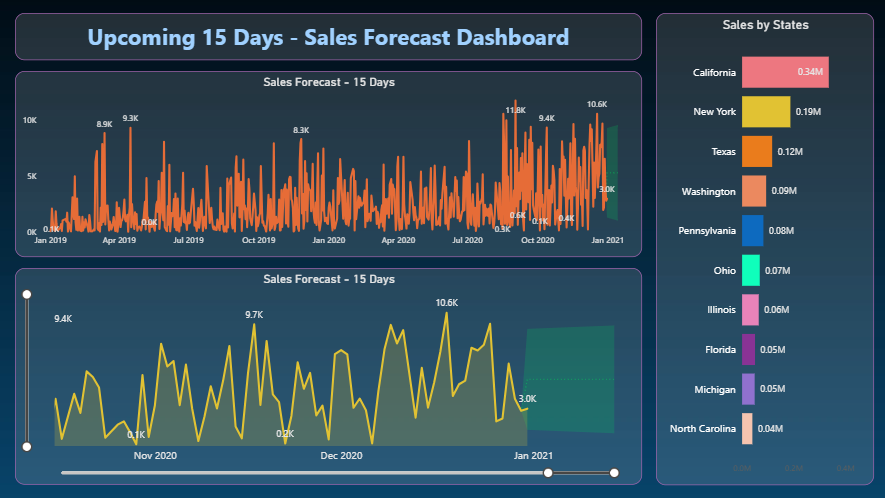 Upcoming 15 Days - Sales Forecast Dashboard
Sales Forecast - 15 Days
10K
5K
0K
8.9K
9.3K
8.3K
11.8K
9.4K
10.6K
3.0K
0.1K
0.0K
0.3K
0.6K
0.1K
0.4K
Jan 2019
Apr 2019
Jul 2019
Oct 2019
Jan 2020
Apr 2020
Jul 2020
Oct 2020
Jan 2021
Sales Forecast - 15 Days
9.4K
9.7K
10.6K
3.0K
0.1K
0.2K
Nov 2020
Dec 2020
Jan 2021
Sales by States
California 0.34M
New York 0.19M
Texas 0.12M
Washington 0.09M
Pennsylvania 0.08M
Ohio 0.07M
Illinois 0.06M
Florida 0.05M
Michigan 0.05M
North Carolina 0.04M
0.0M
0.2M
0.4M